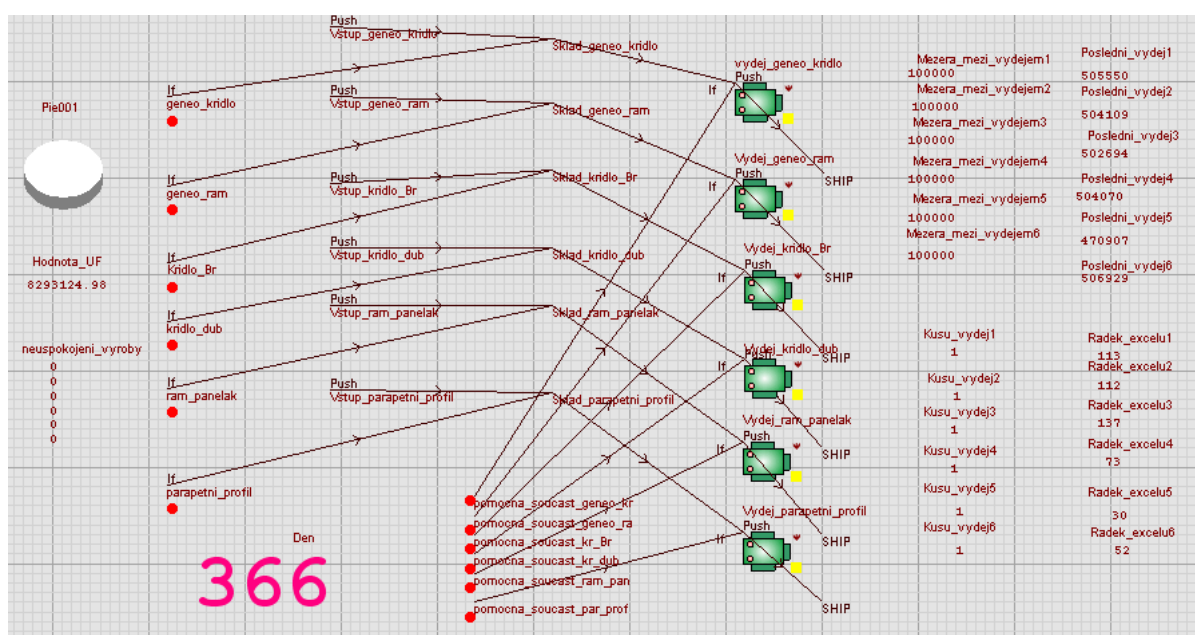 Push
Vstup_geneo_kridlo
Sklad_geneo_kridlo
If
geneo_kridlo
Push
Vstup_geneo_ram
Sklad_geneo_ram
If
geneo_ram
Push
Vstup_kridlo_Br
Sklad_kridlo_Br
If
Kridlo_Br
Push
Vstup_kridlo_dub
Sklad_kridlo_dub
If
kridlo_dub
Push
Vstup_ram_panelak
Sklad_ram_panelak
If
ram_panelak
Push
Vstup_parapetni_profil
Sklad_parapetni_profil
If
parapetni_profil
Pie001
Hodnota_UF
8293124.98
neuspokojeni_vyroby
0
0
0
0
0
0
Den
366
pomocna_soucast_geneo_kr
pomocna_soucast_geneo_ra
pomocna_soucast_kr_Br
pomocna_soucast_kr_dub
pomocna_soucast_ram_pan
pomocna_soucast_par_prof
vydej_geneo_kridlo
Push
If
SHIP
Vydej_geneo_ram
Push
If
SHIP
Vydej_kridlo_Br
Push
If
SHIP
Vydej_kridlo_dub
Push
If
SHIP
Vydej_ram_panelak
Push
If
SHIP
Vydej_parapetni_profil
Push
If
SHIP
Mezera_mezi_vydejem1
100000
Mezera_mezi_vydejem2
100000
Mezera_mezi_vydejem3
100000
Mezera_mezi_vydejem4
100000
Mezera_mezi_vydejem5
100000
Mezera_mezi_vydejem6
100000
Posledni_vydej1
505550
Posledni_vydej2
504109
Posledni_vydej3
502694
Posledni_vydej4
504070
Posledni_vydej5
470907
Posledni_vydej6
506929
Kusu_vydej1
1
Kusu_vydej2
1
Kusu_vydej3
1
Kusu_vydej4
1
Kusu_vydej5
1
Kusu_vydej6
1
Radek_excelu1
113
Radek_excelu2
112
Radek_excelu3
137
Radek_excelu4
73
Radek_excelu5
30
Radek_excelu6
52